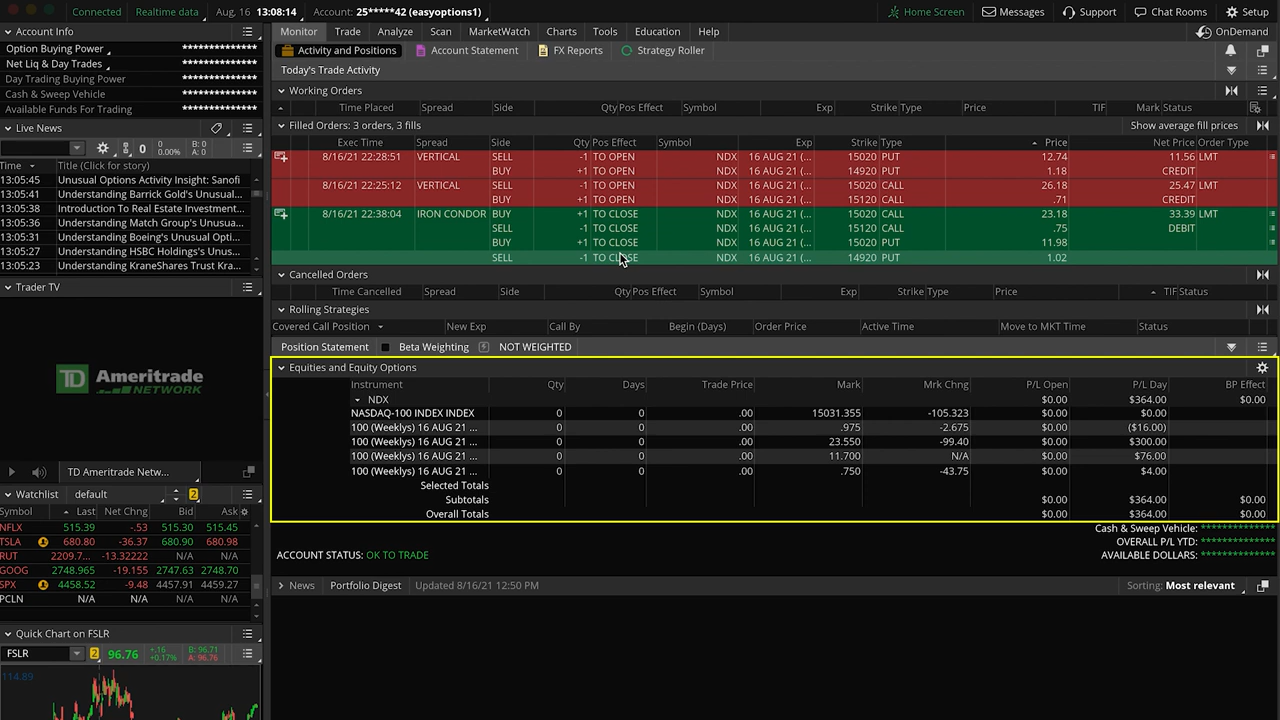 Connected Realtime data Aug, 16 13:08:14 Account: 25*****42 (easyoptions1) Home Screen Messages Support Chat Rooms Setup
Account Info
Option Buying Power ***************
Net Liq & Day Trades ***************
Day Trading Buying Power ***************
Cash & Sweep Vehicle ***************
Available Funds For Trading ***************
Live News
0 0.00% B: 0 A: 0
Time Title (Click for story)
13:05:45 Unusual Options Activity Insight: Sanofi
13:05:41 Understanding Barrick Gold's Unusual...
13:05:38 Introduction To Real Estate Investment...
13:05:36 Understanding Match Group's Unusua...
13:05:31 Understanding Boeing's Unusual Opti...
13:05:27 Understanding HSBC Holdings's Unus...
13:05:23 Understanding KraneShares Trust Kra...
Trader TV
TD Ameritrade
NETWORK
TD Ameritrade Netw...
Watchlist default 2
Symbol Last Net Chng Bid Ask
NFLX 515.39 -.53 515.30 515.45
TSLA 680.80 -36.37 680.90 680.98
RUT 2209.7... -13.32222 N/A N/A
GOOG 2748.965 -19.155 2747.63 2748.70
SPX 4458.52 -9.48 4457.91 4459.27
PCLN N/A N/A N/A N/A
Quick Chart on FSLR
FSLR 2 96.76 +.16 +0.17% B: 96.71 A: 96.76
114.89
Monitor Trade Analyze Scan MarketWatch Charts Tools Education Help OnDemand
Activity and Positions Account Statement FX Reports Strategy Roller
Today's Trade Activity
Working Orders
Time Placed Spread Side Qty Pos Effect Symbol Exp Strike Type Price TIF Mark Status
Filled Orders: 3 orders, 3 fills Show average fill prices
Exec Time Spread Side Qty Pos Effect Symbol Exp Strike Type Price Net Price Order Type
8/16/21 22:28:51 VERTICAL SELL -1 TO OPEN NDX 16 AUG 21 (... 15020 PUT 12.74 11.56 LMT
BUY +1 TO OPEN NDX 16 AUG 21 (... 14920 PUT 1.18 CREDIT
8/16/21 22:25:12 VERTICAL SELL -1 TO OPEN NDX 16 AUG 21 (... 15020 CALL 26.18 25.47 LMT
BUY +1 TO OPEN NDX 16 AUG 21 (... 15120 CALL .71 CREDIT
8/16/21 22:38:04 IRON CONDOR BUY +1 TO CLOSE NDX 16 AUG 21 (... 15020 CALL 23.18 33.39 LMT
SELL -1 TO CLOSE NDX 16 AUG 21 (... 15120 CALL .75 DEBIT
BUY +1 TO CLOSE NDX 16 AUG 21 (... 15020 PUT 11.98
SELL -1 TO CLOSE NDX 16 AUG 21 (... 14920 PUT 1.02
Cancelled Orders
Time Cancelled Spread Side Qty Pos Effect Symbol Exp Strike Type Price TIF Status
Rolling Strategies
Covered Call Position New Exp Call By Begin (Days) Order Price Active Time Move to MKT Time Status
Position Statement Beta Weighting NOT WEIGHTED
Equities and Equity Options
Instrument Qty Days Trade Price Mark Mrk Chng P/L Open P/L Day BP Effect
NDX $0.00 $364.00 $0.00
NASDAQ-100 INDEX INDEX 0 0 .00 15031.355 -105.323 $0.00 $0.00
100 (Weeklys) 16 AUG 21 ... 0 0 .00 .975 -2.675 $0.00 ($16.00)
100 (Weeklys) 16 AUG 21 ... 0 0 .00 23.550 -99.40 $0.00 $300.00
100 (Weeklys) 16 AUG 21 ... 0 0 .00 11.700 N/A $0.00 $76.00
100 (Weeklys) 16 AUG 21 ... 0 0 .00 .750 -43.75 $0.00 $4.00
Selected Totals
Subtotals $0.00 $364.00 $0.00
Overall Totals $0.00 $364.00 $0.00
Cash & Sweep Vehicle: ***************
OVERALL P/L YTD: ***************
ACCOUNT STATUS: OK TO TRADE AVAILABLE DOLLARS: ***************
News Portfolio Digest Updated 8/16/21 12:50 PM Sorting: Most relevant